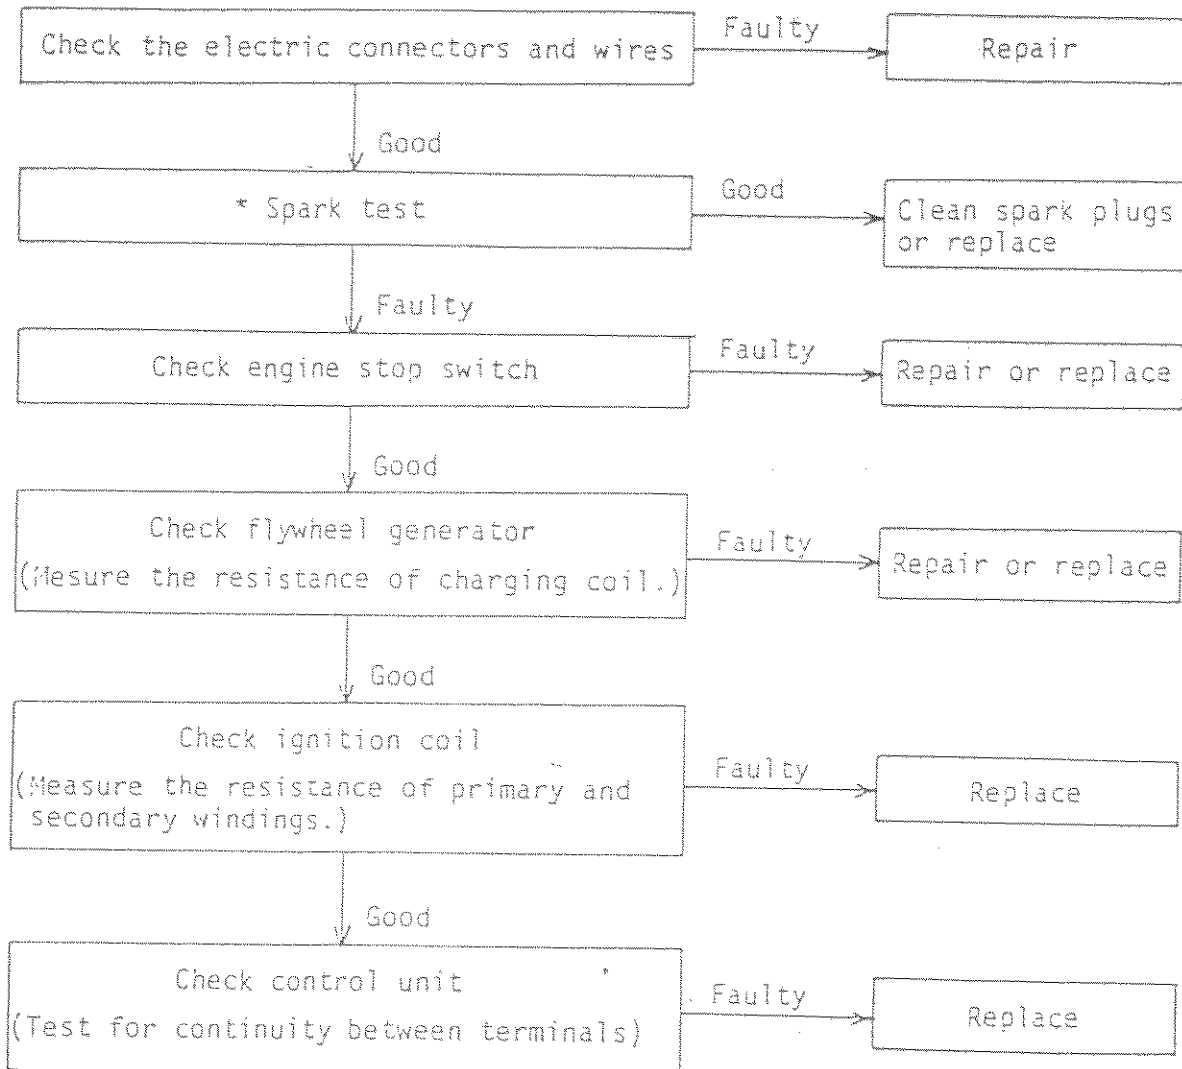 Check the electric connectors and wires
Faulty
Repair
Good
* Spark test
Good
Clean spark plugs
or replace
Faulty
Check engine stop switch
Faulty
Repair or replace
Good
Check flywheel generator
(Mesure the resistance of charging coil.)
Faulty
Repair or replace
Good
Check ignition coil
(Measure the resistance of primary and
secondary windings.)
Faulty
Replace
Good
Check control unit
(Test for continuity between terminals)
Faulty
Replace